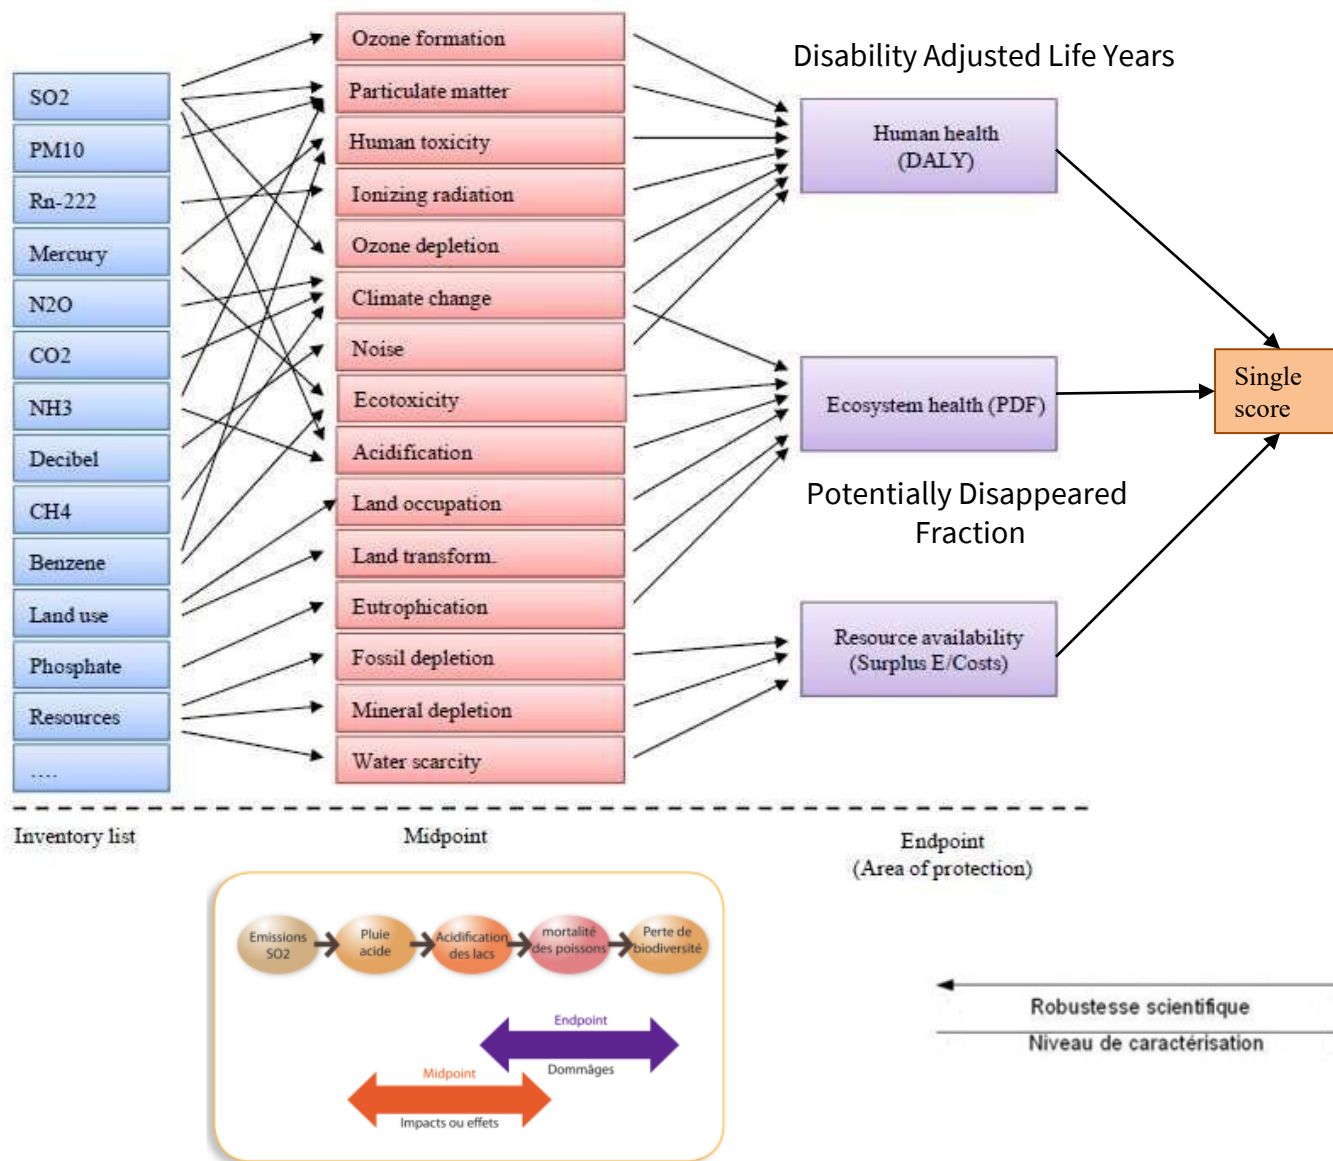 Disability Adjusted Life Years
SO2
PM10
Rn-222
Mercury
N2O
CO2
NH3
Decibel
CH4
Benzene
Land use
Phosphate
Resources
....
Ozone formation
Particulate matter
Human toxicity
Ionizing radiation
Ozone depletion
Climate change
Noise
Ecotoxicity
Acidification
Land occupation
Land transform.
Eutrophication
Fossil depletion
Mineral depletion
Water scarcity
Human health
(DALY)
Ecosystem health (PDF)
Potentially Disappeared
Fraction
Resource availability
(Surplus E/Costs)
Single
score
Inventory list
Midpoint
Endpoint
(Area of protection)
Emissions
SO2
Pluie
acide
Acidification
des lacs
mortalité
des poissons
Perte de
biodiversité
Endpoint
Dommâges
Midpoint
Impacts ou effets
Robustesse scientifique
Niveau de caractérisation